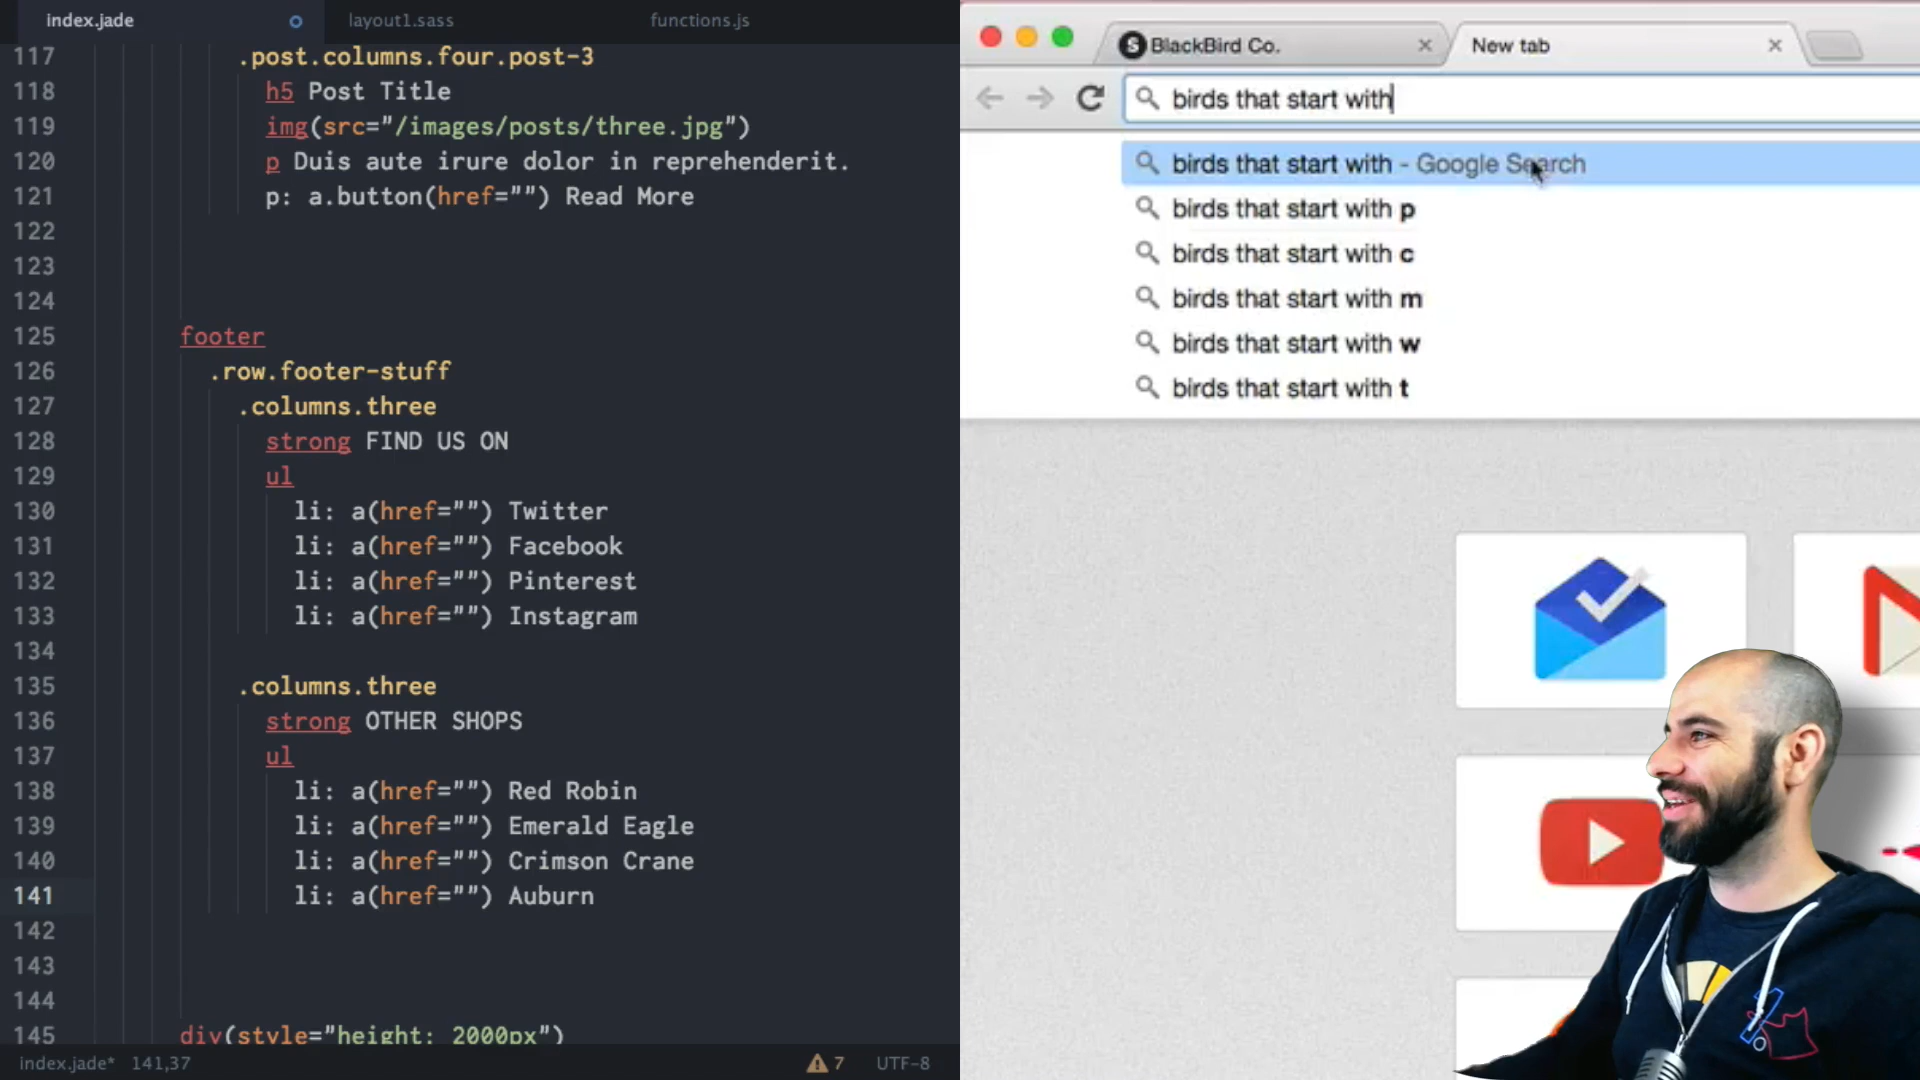 index.jade
layout1.sass
functions.js
117 .post.columns.four.post-3
118 h5 Post Title
119 img(src="/images/posts/three.jpg")
120 p Duis aute irure dolor in reprehenderit.
121 p: a.button(href="") Read More
122
123
124
125 footer
126 .row.footer-stuff
127 .columns.three
128 strong FIND US ON
129 ul
130 li: a(href="") Twitter
131 li: a(href="") Facebook
132 li: a(href="") Pinterest
133 li: a(href="") Instagram
134
135 .columns.three
136 strong OTHER SHOPS
137 ul
138 li: a(href="") Red Robin
139 li: a(href="") Emerald Eagle
140 li: a(href="") Crimson Crane
141 li: a(href="") Auburn
142
143
144
145 div(style="height: 2000px")
index.jade* 141,37
7 UTF-8
S BlackBird Co.
New tab
birds that start with
birds that start with - Google Search
birds that start with p
birds that start with c
birds that start with m
birds that start with w
birds that start with t